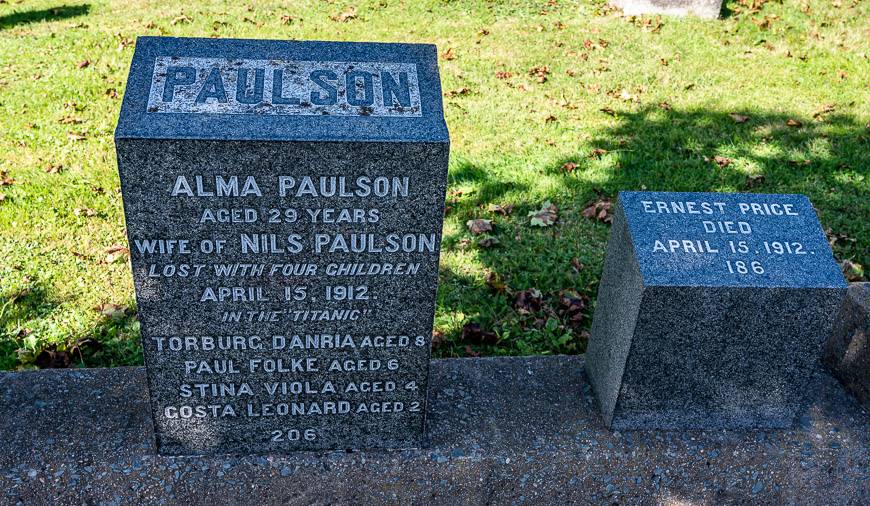 PAULSON
ALMA PAULSON
AGED 29 YEARS
WIFE OF NILS PAULSON
LOST WITH FOUR CHILDREN
APRIL 15. 1912.
IN THE "TITANIC"
TORBURG DANRIA AGED 8
PAUL FOLKE AGED 6
STINA VIOLA AGED 4
GOSTA LEONARD AGED 2
206
ERNEST PRICE
DIED
APRIL 15. 1912.
186